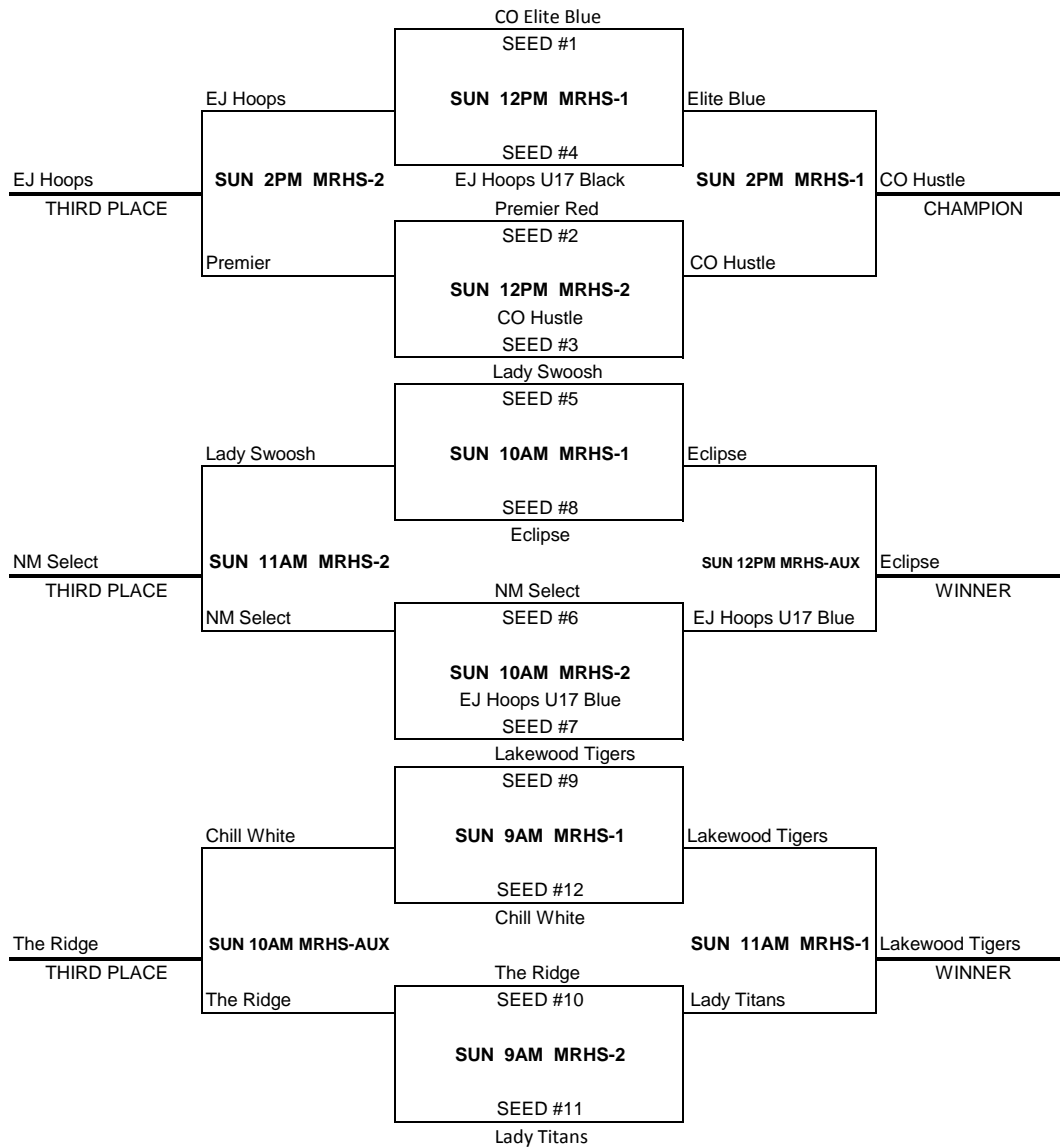 CO Elite Blue
SEED #1
EJ Hoops
SUN 12PM MRHS-1
Elite Blue
SEED #4
EJ Hoops
SUN 2PM MRHS-2
EJ Hoops U17 Black
SUN 2PM MRHS-1
CO Hustle
THIRD PLACE
Premier Red
CHAMPION
SEED #2
Premier
CO Hustle
SUN 12PM MRHS-2
CO Hustle
SEED #3
Lady Swoosh
SEED #5
Lady Swoosh
SUN 10AM MRHS-1
Eclipse
SEED #8
Eclipse
NM Select
SUN 11AM MRHS-2
SUN 12PM MRHS-AUX
Eclipse
THIRD PLACE
NM Select
WINNER
NM Select
SEED #6
EJ Hoops U17 Blue
SUN 10AM MRHS-2
EJ Hoops U17 Blue
SEED #7
Lakewood Tigers
SEED #9
Chill White
SUN 9AM MRHS-1
Lakewood Tigers
SEED #12
Chill White
The Ridge
SUN 10AM MRHS-AUX
SUN 11AM MRHS-1
Lakewood Tigers
THIRD PLACE
The Ridge
WINNER
The Ridge
SEED #10
Lady Titans
SUN 9AM MRHS-2
SEED #11
Lady Titans